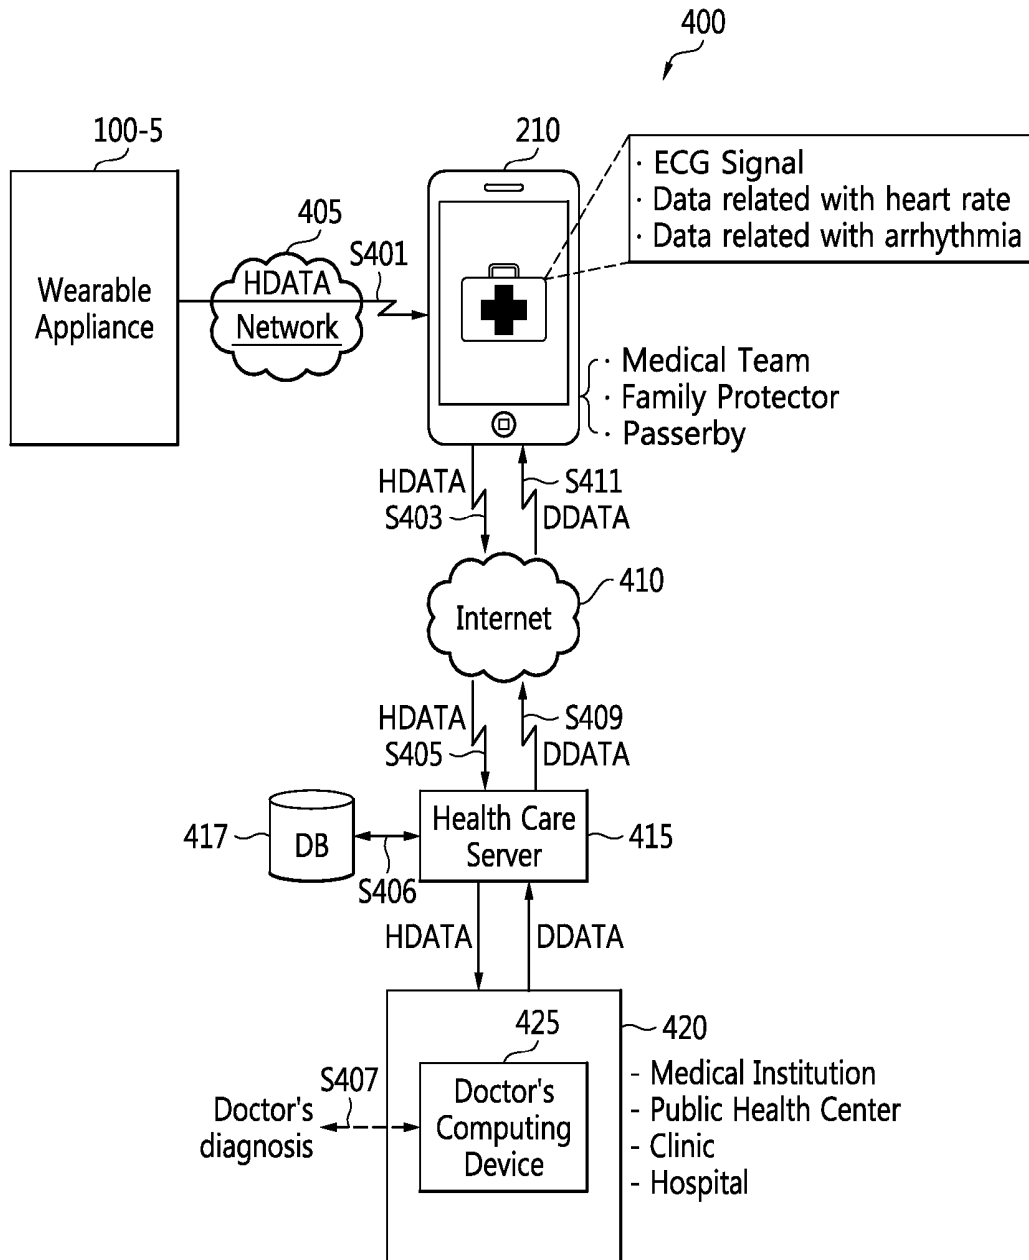 400
100-5
210
· ECG Signal
· Data related with heart rate
· Data related with arrhythmia
405
S401
HDATA
Network
Wearable
Appliance
· Medical Team
· Family Protector
· Passerby
HDATA
S411
S403
DDATA
410
Internet
HDATA
S409
S405
DDATA
417
DB
Health Care
Server
415
S406
HDATA
DDATA
425
420
S407
Doctor's
diagnosis
Doctor's
Computing
Device
- Medical Institution
- Public Health Center
- Clinic
- Hospital